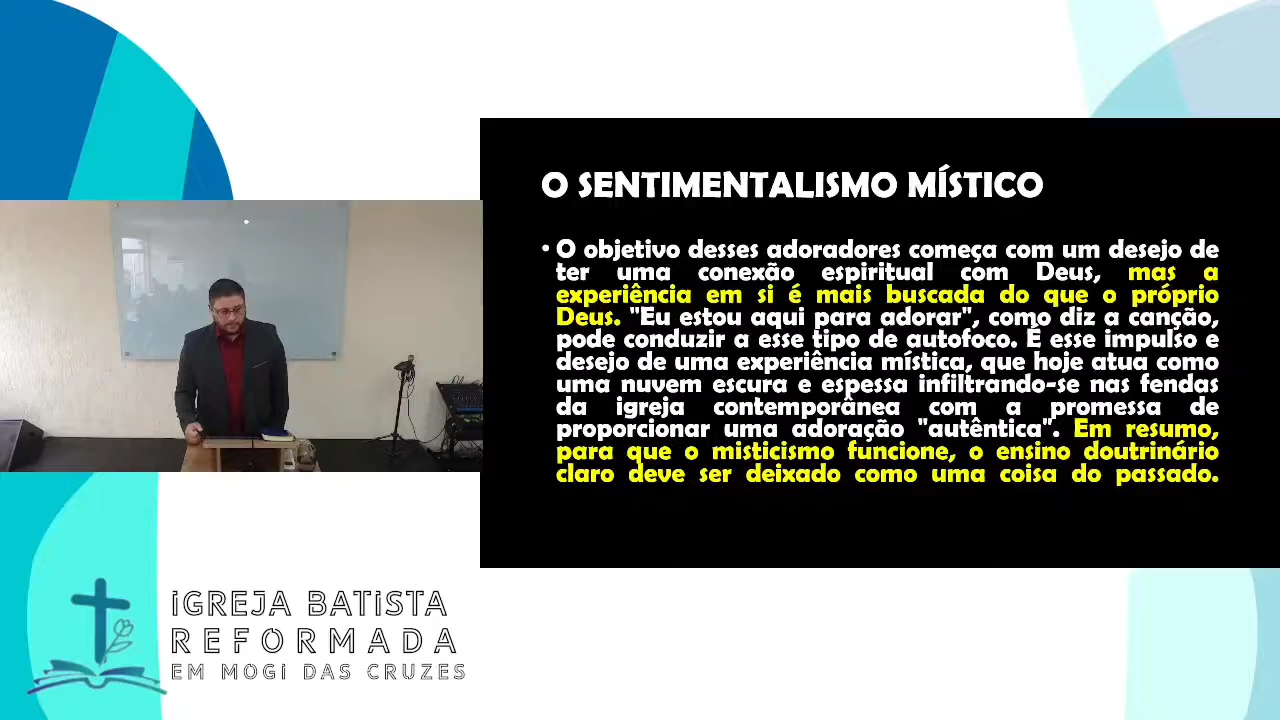 O SENTIMENTALISMO MÍSTICO
• O objetivo desses adoradores começa com um desejo de
ter uma conexão espiritual com Deus, mas a
experiência em si é mais buscada do que o próprio
Deus. "Eu estou aqui para adorar", como diz a canção,
pode conduzir a esse tipo de autofoco. É esse impulso e
desejo de uma experiência mística, que hoje atua como
uma nuvem escura e espessa infiltrando-se nas fendas
da igreja contemporânea com a promessa de
proporcionar uma adoração "autêntica". Em resumo,
para que o misticismo funcione, o ensino doutrinário
claro deve ser deixado como uma coisa do passado.
iGREJA BATiSTA
REFORMADA
EM MOGi DAS CRUZES